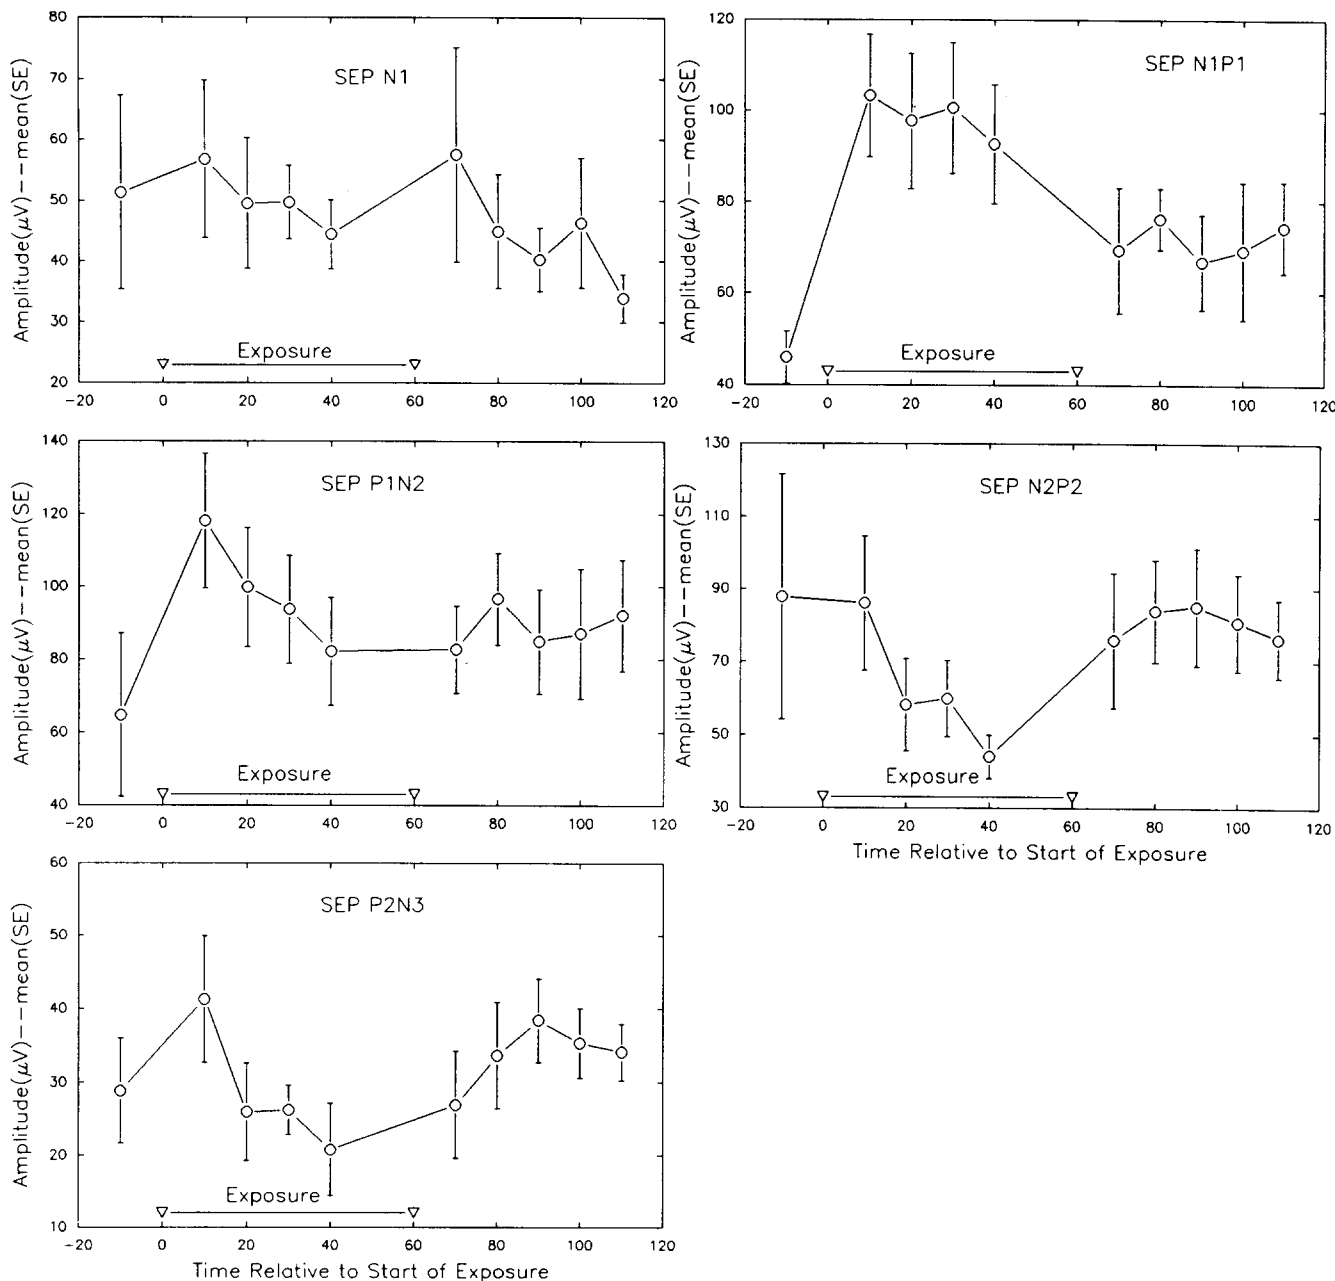 SEP N1
Amplitude(μV)---mean(SE)
80
70
60
50
40
30
20
Exposure
-20 0 20 40 60 80 100 120
SEP N1P1
Amplitude(μV)---mean(SE)
120
100
80
60
40
Exposure
-20 0 20 40 60 80 100 120
SEP P1N2
Amplitude(μV)---mean(SE)
140
120
100
80
60
40
Exposure
-20 0 20 40 60 80 100 120
SEP N2P2
Amplitude(μV)---mean(SE)
130
110
90
70
50
30
Exposure
-20 0 20 40 60 80 100 120
Time Relative to Start of Exposure
SEP P2N3
Amplitude(μV)---mean(SE)
60
50
40
30
20
10
Exposure
-20 0 20 40 60 80 100 120
Time Relative to Start of Exposure